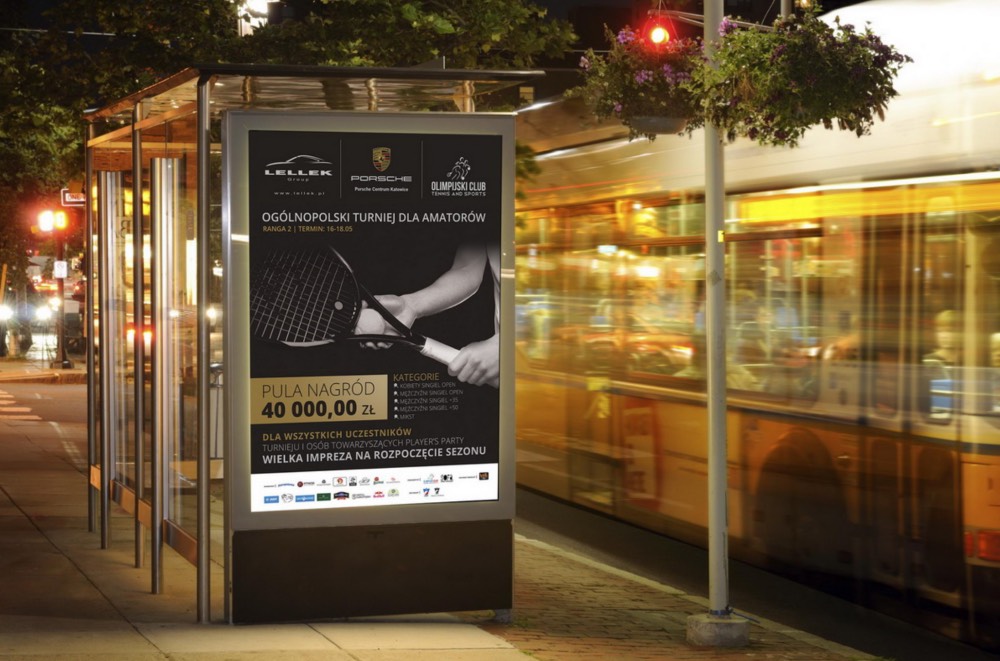 LELLEK
Group
www.lellek.pl
PORSCHE
Porsche Centrum Katowice
OLIMPIJSKI CLUB
TENNIS AND SPORTS
OGÓLNOPOLSKI TURNIEJ DLA AMATORÓW
RANGA 2 | TERMIN: 16-18.05
PULA NAGRÓD
40 000,00 ZŁ
KATEGORIE
KOBIETY SINGIEL OPEN
MĘŻCZYŹNI SINGIEL OPEN
MĘŻCZYŹNI SINGIEL +35
MĘŻCZYŹNI SINGIEL +50
MIKST
DLA WSZYSTKICH UCZESTNIKÓW
TURNIEJU I OSÓB TOWARZYSZĄCYCH PLAYER'S PARTY
WIELKA IMPREZA NA ROZPOCZĘCIE SEZONU